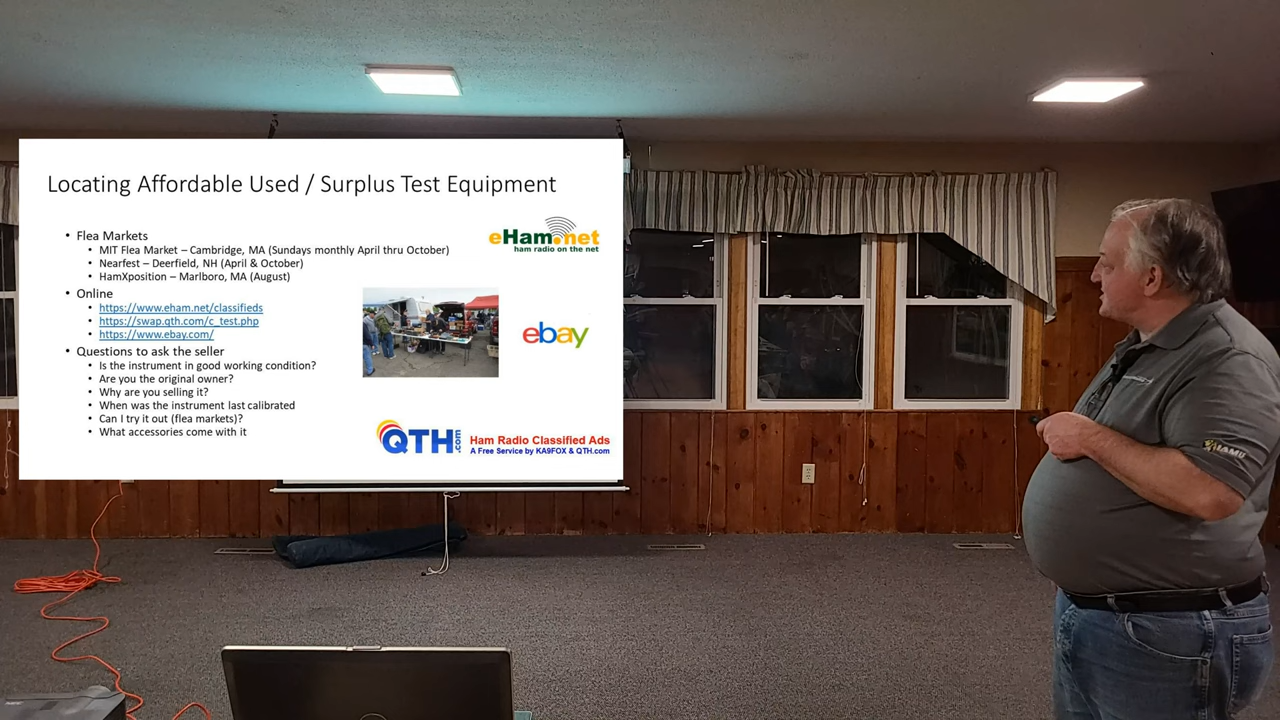 Locating Affordable Used / Surplus Test Equipment
• Flea Markets
• MIT Flea Market – Cambridge, MA (Sundays monthly April thru October)
• Nearfest – Deerfield, NH (April & October)
• HamXposition – Marlboro, MA (August)
• Online
• https://www.eham.net/classifieds
• https://swap.qth.com/c_test.php
• https://www.ebay.com/
• Questions to ask the seller
• Is the instrument in good working condition?
• Are you the original owner?
• Why are you selling it?
• When was the instrument last calibrated
• Can I try it out (flea markets)?
• What accessories come with it
eHam.net
ham radio on the net
ebay
QTH.com
Ham Radio Classified Ads
A Free Service by KA9FOX & QTH.com